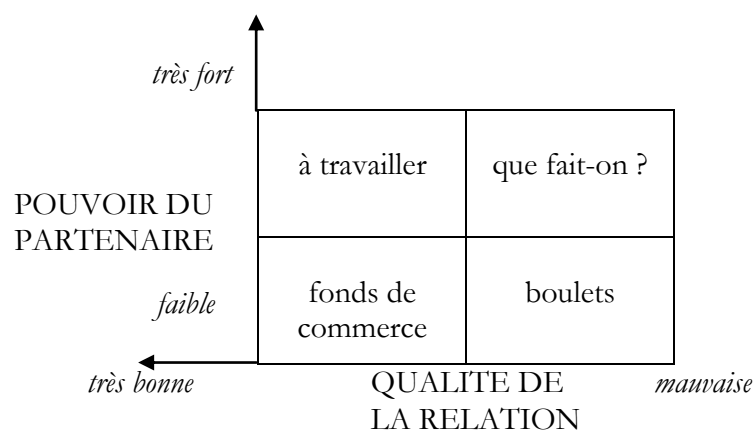 très fort
à travailler
que fait-on ?
POUVOIR DU
PARTENAIRE
faible
fonds de
commerce
boulets
très bonne
QUALITE DE
LA RELATION
mauvaise